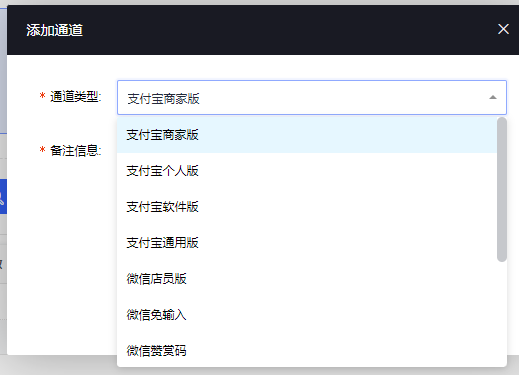 添加通道
* 通道类型: 支付宝商家版
支付宝商家版
* 备注信息:
支付宝个人版
支付宝软件版
支付宝通用版
微信店员版
微信免输入
微信赞赏码